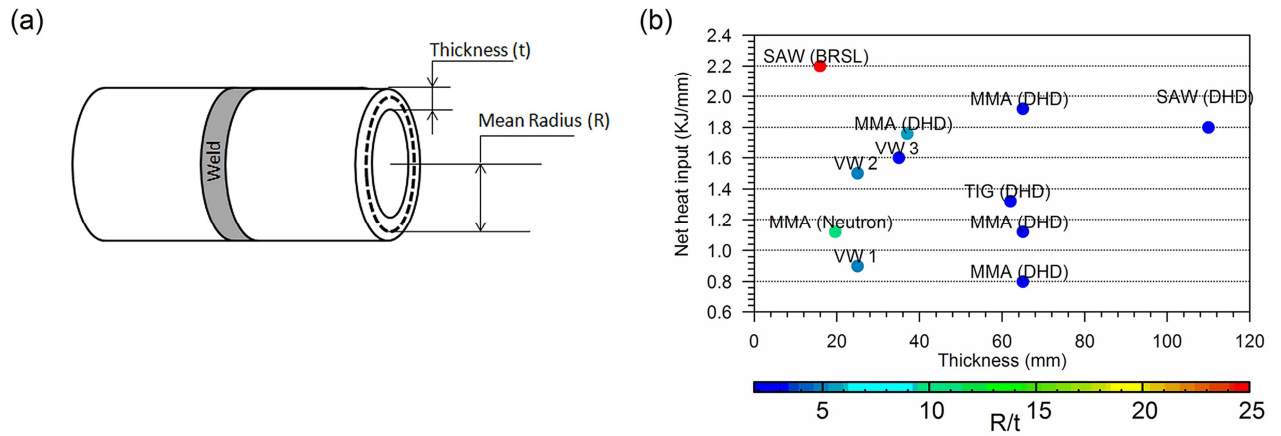 (a)
Thickness (t)
Mean Radius (R)
Weld
(b)
Net heat input (KJ/mm)
2.4
2.2
2.0
1.8
1.6
1.4
1.2
1.0
0.8
0.6
SAW (BRSL)
MMA (DHD)
SAW (DHD)
MMA (DHD)
VW 3
VW 2
TIG (DHD)
MMA (Neutron)
MMA (DHD)
VW 1
MMA (DHD)
0 20 40 60 80 100 120
Thickness (mm)
5 10 15 20 25
R/t